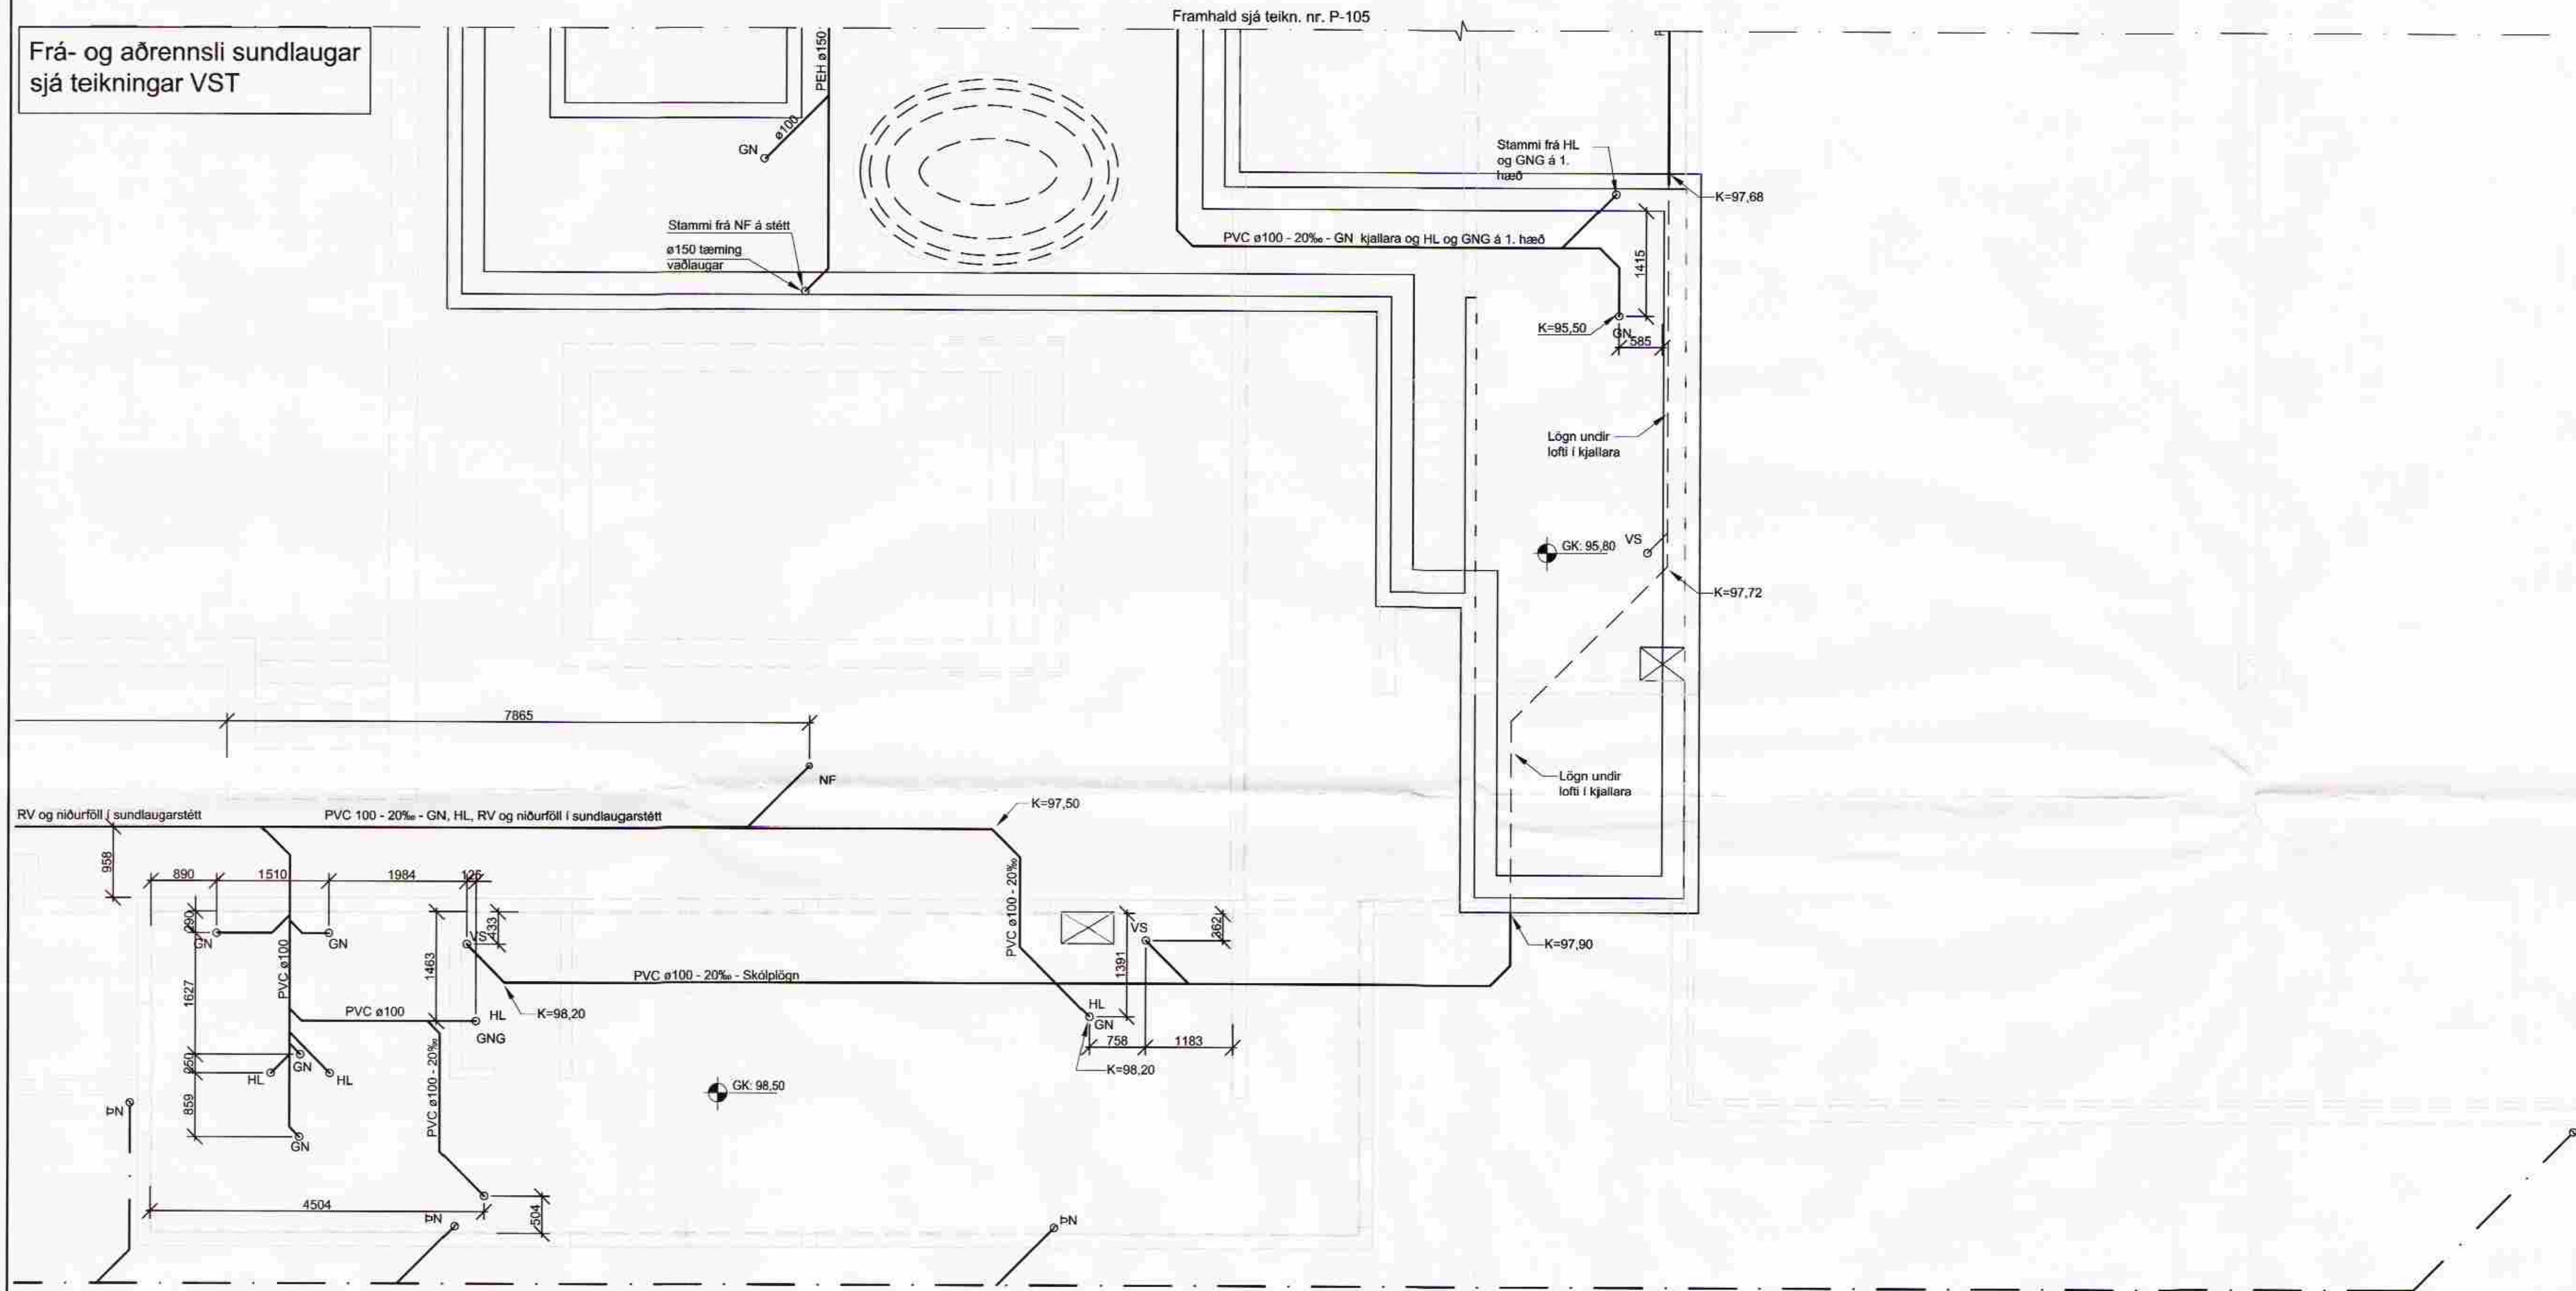 Framhald sjá teikn. nr. P-105
Frá- og aðrennsli sundlaugar
sjá teikningar VST
PEH ø150
ø100
GN
Stammi frá HL
og GNG á 1.
hæð
K=97,68
Stammi frá NF á stétt
ø150 tæming
vaðlaugar
PVC ø100 - 20‰ - GN kjallara og HL og GNG á 1. hæð
1415
K=95,50
GN
585
Lögn undir
lofti í kjallara
GK: 95,80
VS
K=97,72
7865
NF
Lögn undir
lofti í kjallara
RV og niðurföll í sundlaugarstétt
PVC 100 - 20‰ - GN, HL, RV og niðurföll í sundlaugarstétt
K=97,50
958
890
1510
1984
125
290
GN
GN
VS
433
1463
PVC ø100
PVC ø100 - 20‰
VS
362
1391
K=97,90
1627
PVC ø100 - 20‰ - Skólplögn
PVC ø100
HL
GNG
K=98,20
HL
GN
758
1183
K=98,20
250
GN
HL
HL
PVC ø100 - 20‰
859
GN
GK: 98,50
ÞN
4504
504
ÞN
ÞN